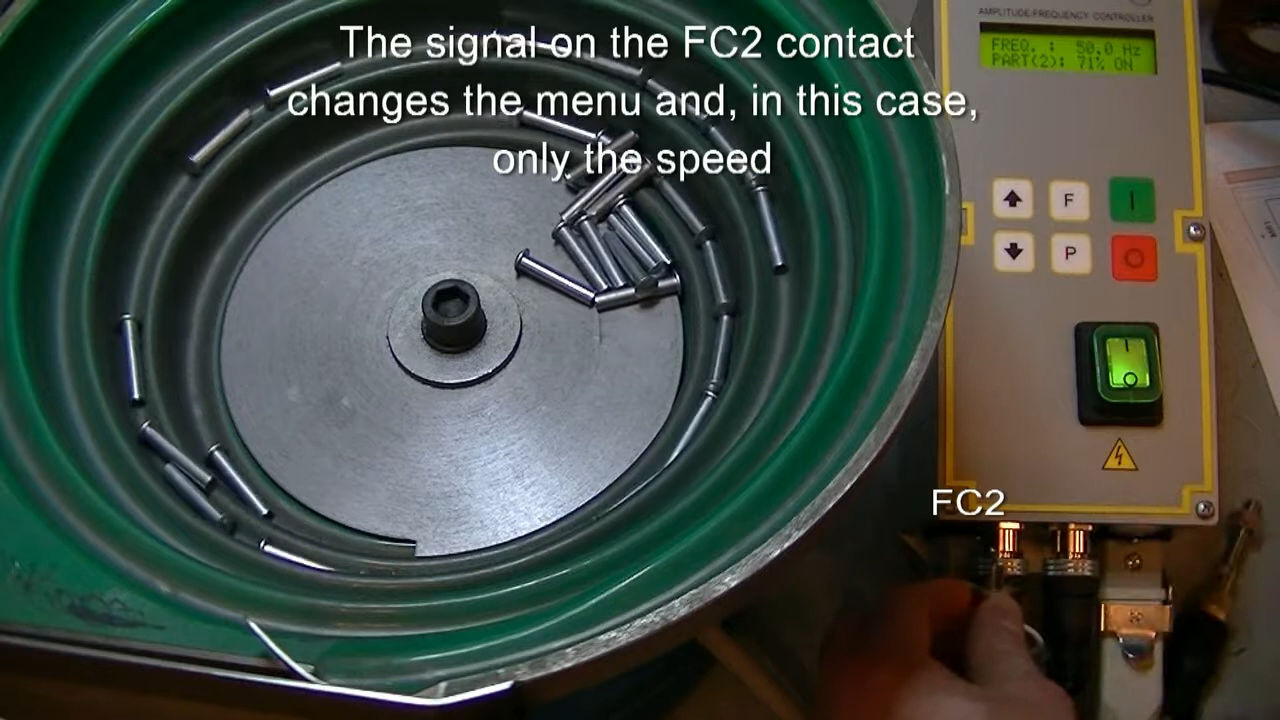 AMPLITUDE/FREQUENCY CONTROLLER
FREQ. : 50.0 Hz
PART(2): 71% ON
The signal on the FC2 contact
changes the menu and, in this case,
only the speed
F
I
P
O
I
O
FC2